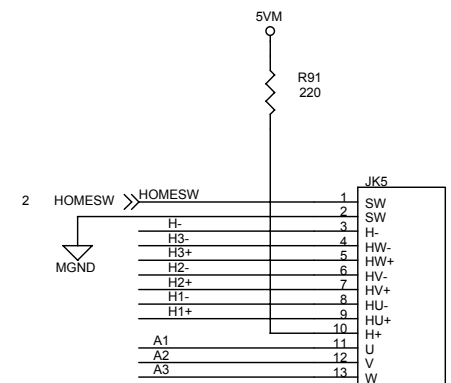 5VM
R91
220
JK5
2 HOMESW HOMESW 1 SW
2 SW
H- 3 H-
H3- 4 HW-
H3+ 5 HW+
MGND
H2- 6 HV-
H2+ 7 HV+
H1- 8 HU-
H1+ 9 HU+
10 H+
A1 11 U
A2 12 V
A3 13 W